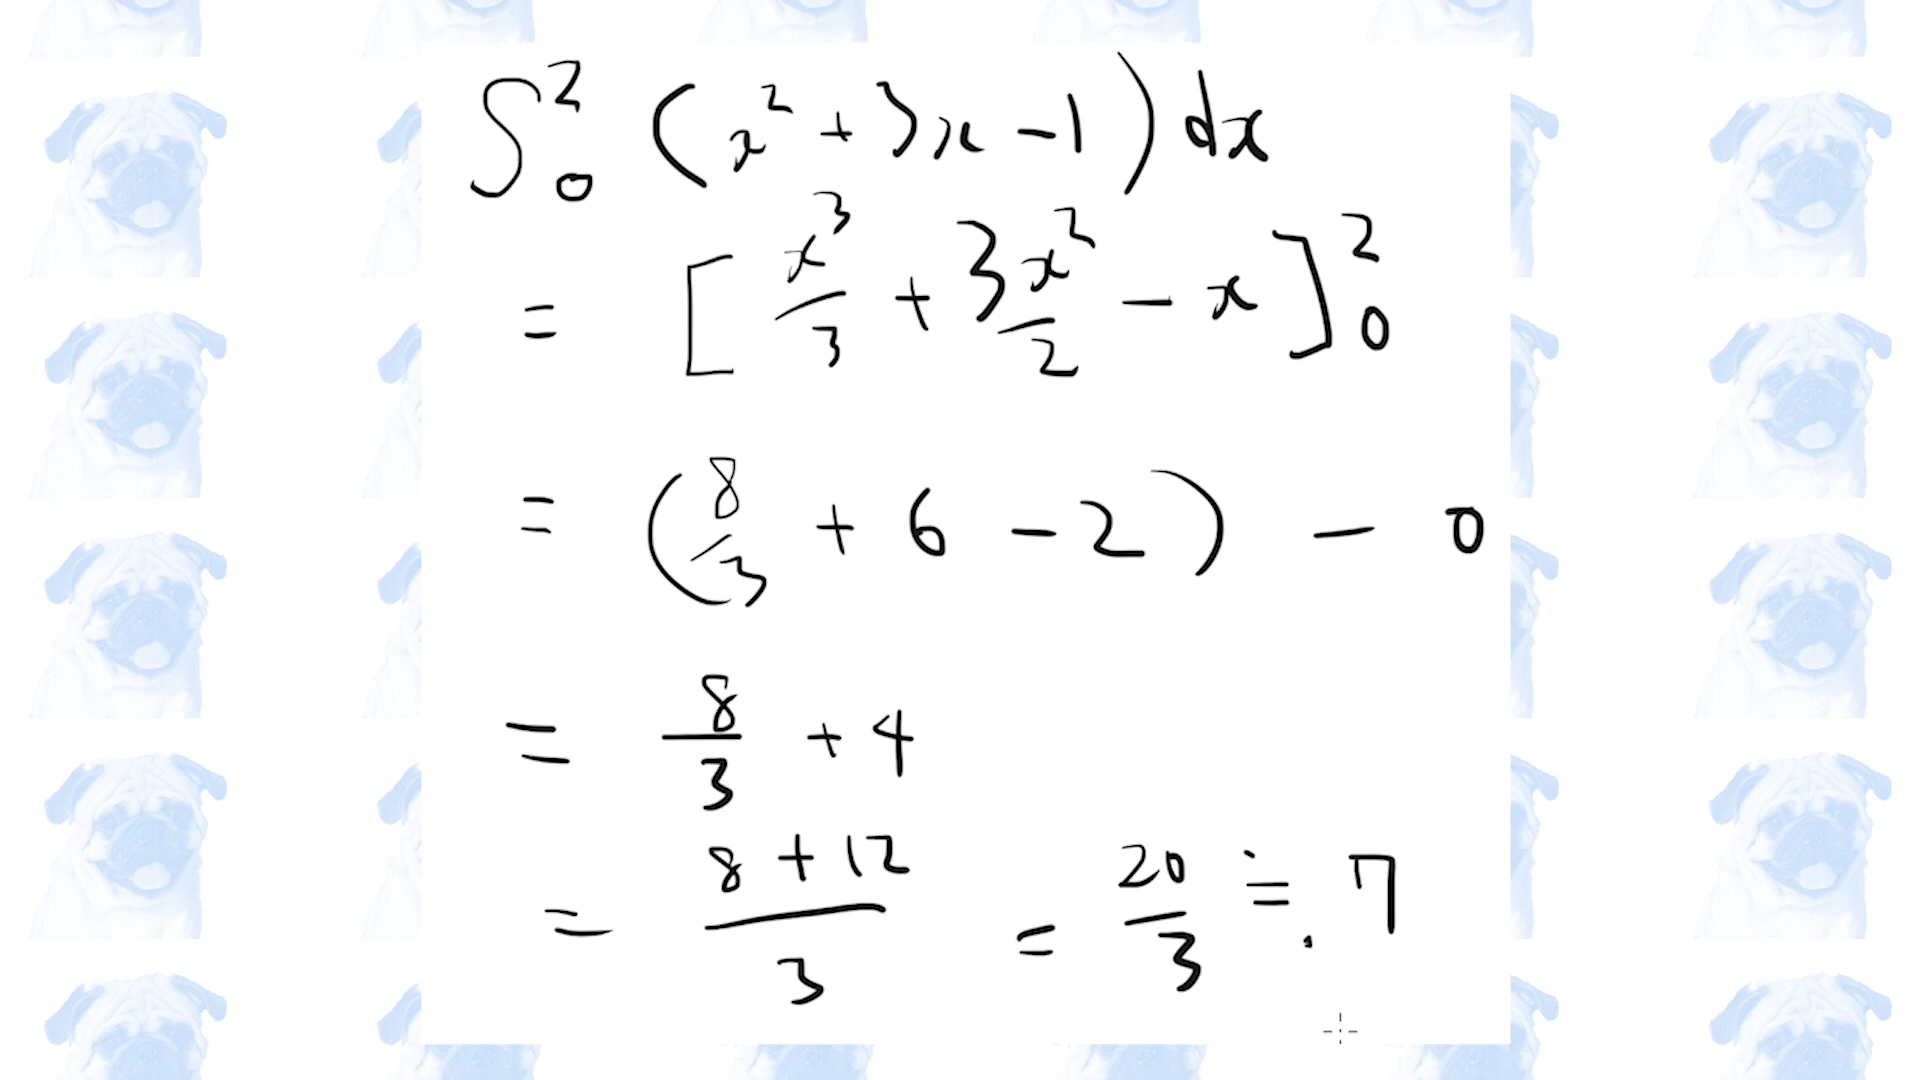 ∫₀² (x² + 3x − 1) dx
= [x³/3 + 3x²/2 − x]₀²
= (8/3 + 6 − 2) − 0
= 8/3 + 4
= (8 + 12)/3 = 20/3 ≒ 7